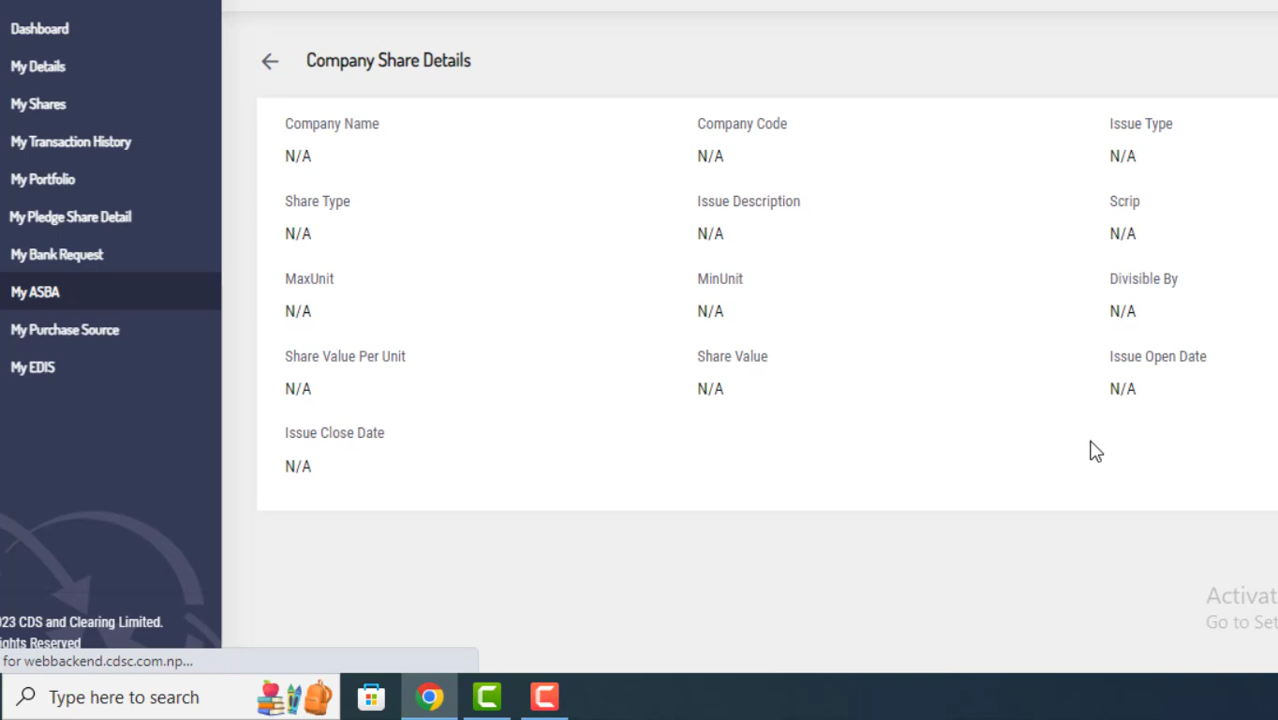 Dashboard
My Details
My Shares
My Transaction History
My Portfolio
My Pledge Share Detail
My Bank Request
My ASBA
My Purchase Source
My EDIS
23 CDS and Clearing Limited.
ights Reserved
for webbackend.cdsc.com.np...
Company Share Details
Company Name Company Code Issue Type
N/A N/A N/A
Share Type Issue Description Scrip
N/A N/A N/A
MaxUnit MinUnit Divisible By
N/A N/A N/A
Share Value Per Unit Share Value Issue Open Date
N/A N/A N/A
Issue Close Date
N/A
Activat
Go to Set
Type here to search